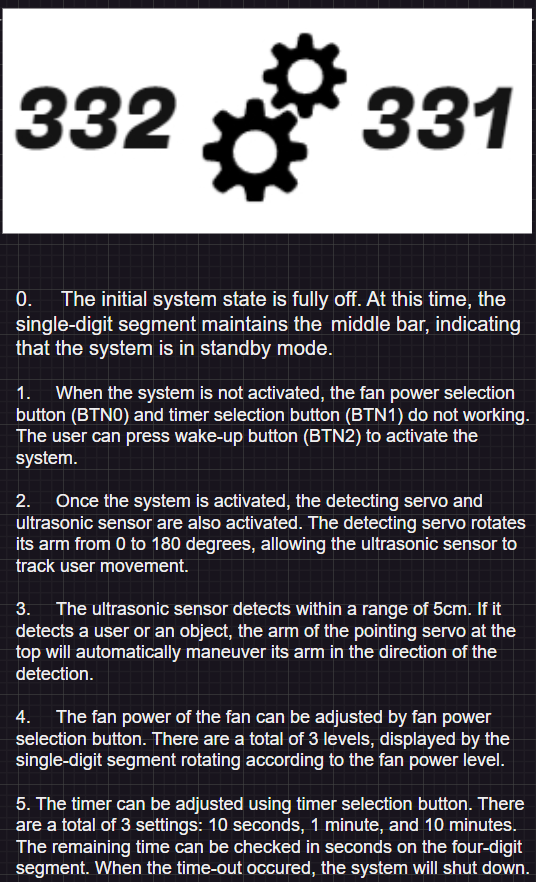 332 331
0. The initial system state is fully off. At this time, the
single-digit segment maintains the middle bar, indicating
that the system is in standby mode.
1. When the system is not activated, the fan power selection
button (BTN0) and timer selection button (BTN1) do not working.
The user can press wake-up button (BTN2) to activate the
system.
2. Once the system is activated, the detecting servo and
ultrasonic sensor are also activated. The detecting servo rotates
its arm from 0 to 180 degrees, allowing the ultrasonic sensor to
track user movement.
3. The ultrasonic sensor detects within a range of 5cm. If it
detects a user or an object, the arm of the pointing servo at the
top will automatically maneuver its arm in the direction of the
detection.
4. The fan power of the fan can be adjusted by fan power
selection button. There are a total of 3 levels, displayed by the
single-digit segment rotating according to the fan power level.
5. The timer can be adjusted using timer selection button. There
are a total of 3 settings: 10 seconds, 1 minute, and 10 minutes.
The remaining time can be checked in seconds on the four-digit
segment. When the time-out occured, the system will shut down.